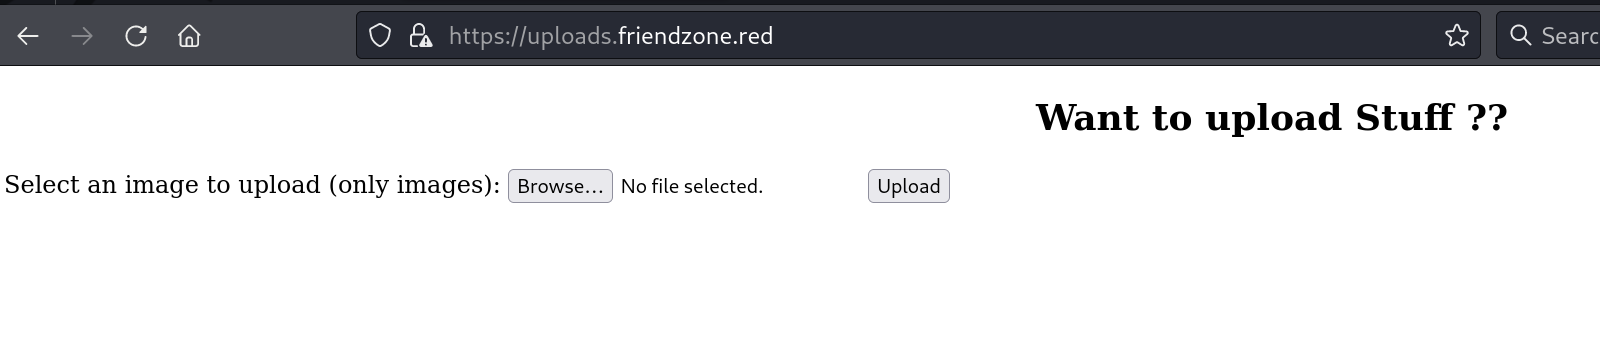 https://uploads.friendzone.red
Searc
Want to upload Stuff ??
Select an image to upload (only images): Browse... No file selected. Upload